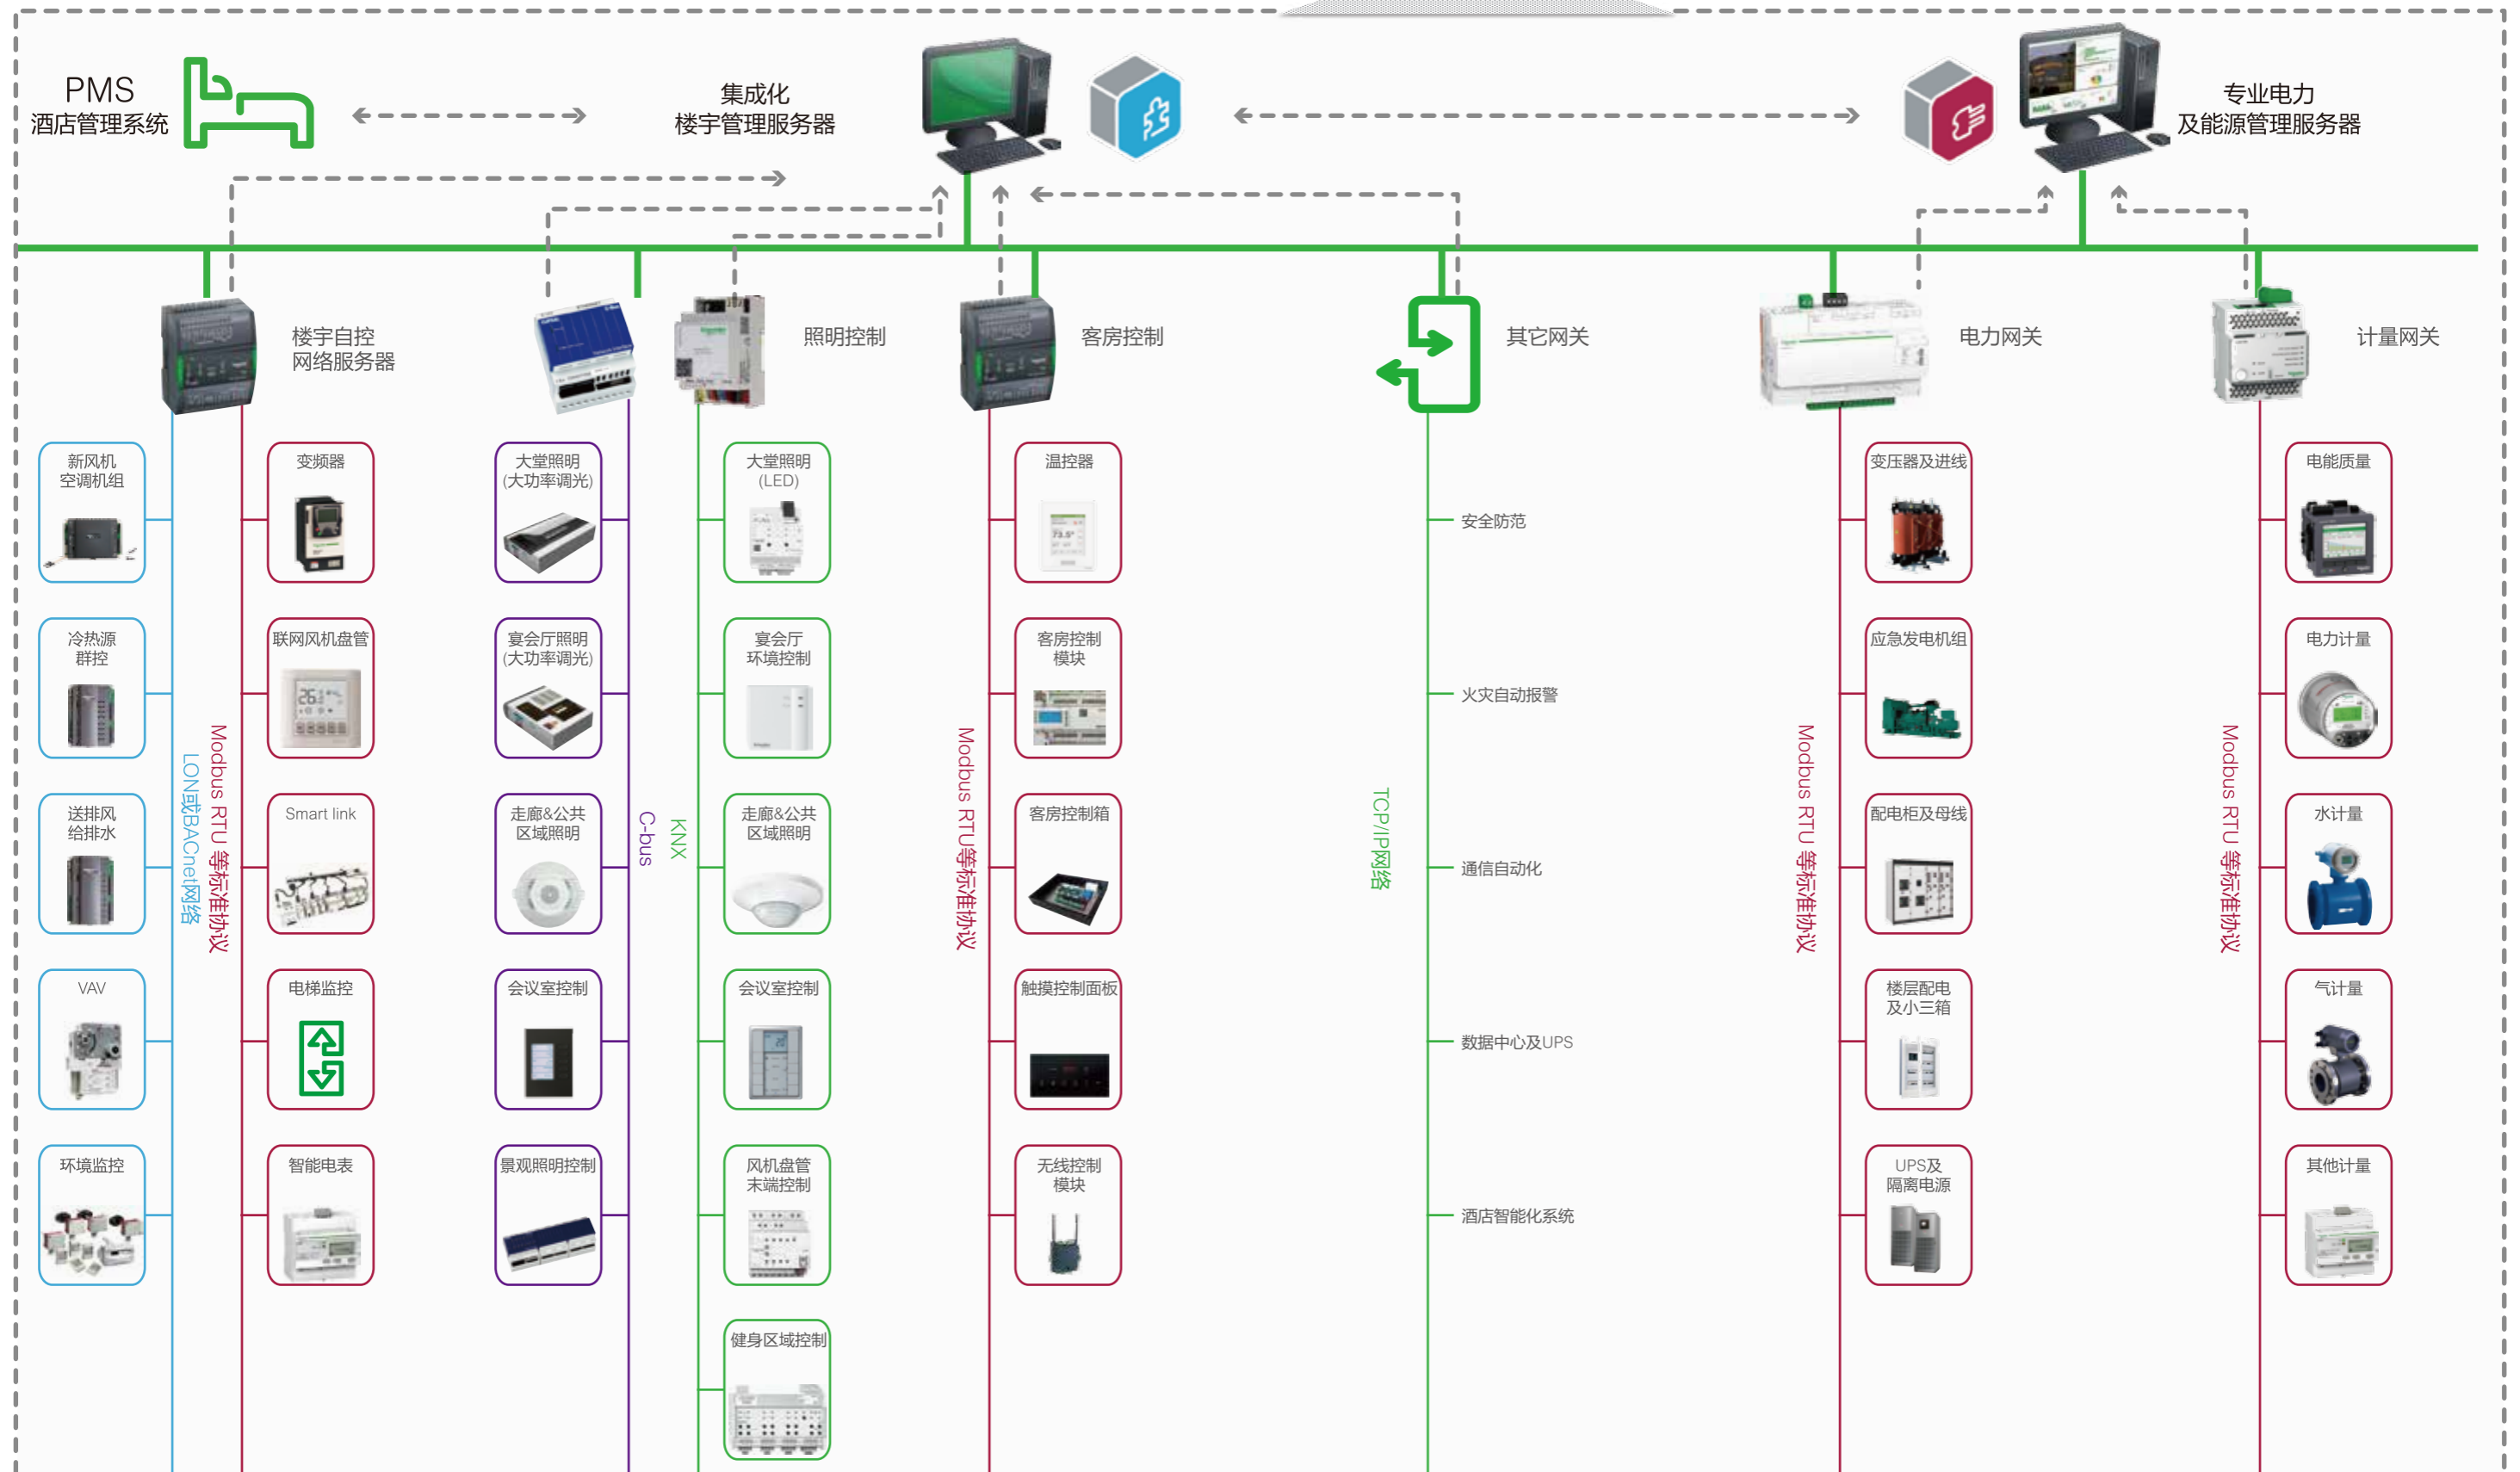 PMS
酒店管理系统
集成化
楼宇管理服务器
专业电力
及能源管理服务器
楼宇自控
网络服务器
照明控制
客房控制
其它网关
电力网关
计量网关
新风机
空调机组
冷热源
群控
送排风
给排水
VAV
环境监控
LON或BACnet网络
Modbus RTU 等标准协议
变频器
联网风机盘管
Smart link
电梯监控
智能电表
大堂照明
(大功率调光)
宴会厅照明
(大功率调光)
走廊&公共
区域照明
会议室控制
景观照明控制
C-bus
KNX
大堂照明
(LED)
宴会厅
环境控制
走廊&公共
区域照明
会议室控制
风机盘管
末端控制
健身区域控制
Modbus RTU等标准协议
温控器
73.5°
客房控制
模块
客房控制箱
触摸控制面板
无线控制
模块
TCP/IP网络
安全防范
火灾自动报警
通信自动化
数据中心及UPS
酒店智能化系统
Modbus RTU 等标准协议
变压器及进线
应急发电机组
配电柜及母线
楼层配电
及小三箱
UPS及
隔离电源
Modbus RTU 等标准协议
电能质量
电力计量
水计量
气计量
其他计量